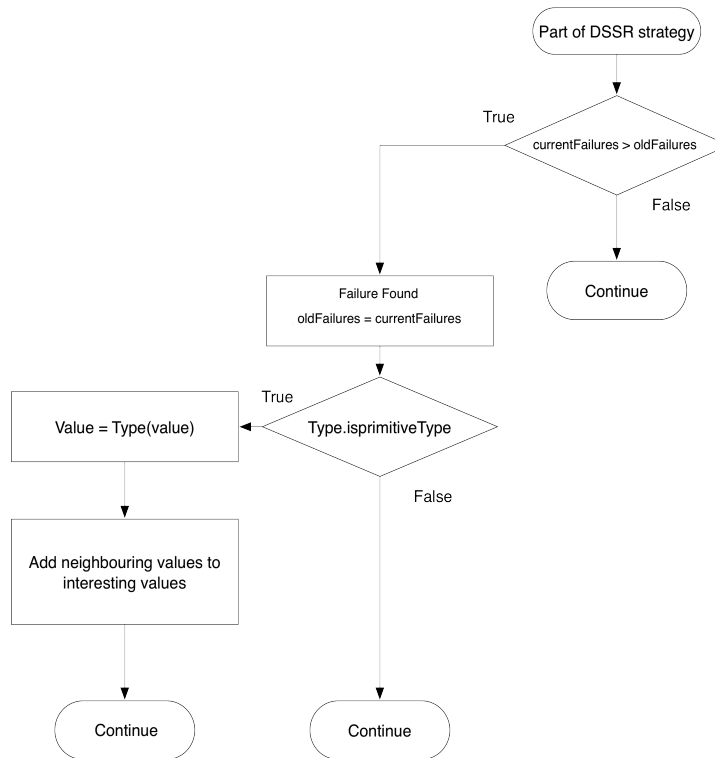 Part of DSSR strategy
True
currentFailures > oldFailures
False
Continue
Failure Found
oldFailures = currentFailures
True
Type.isprimitiveType
Value = Type(value)
False
Add neighbouring values to
interesting values
Continue
Continue